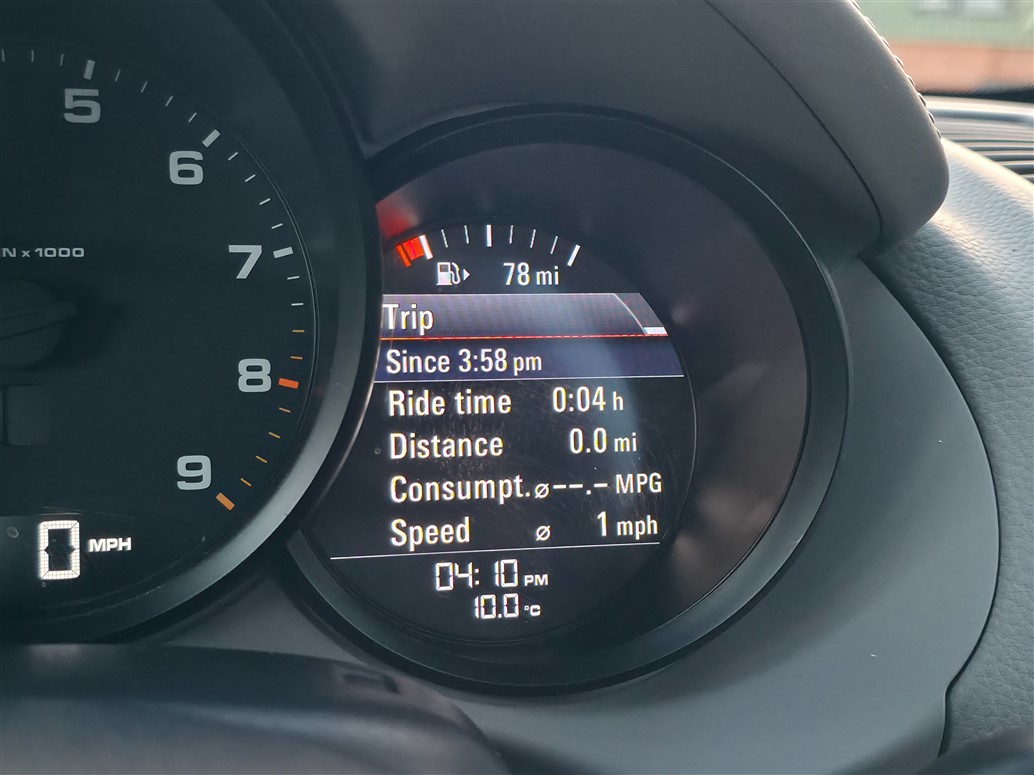 5
6
7
N x 1000
8
9
0 MPH
78 mi
Trip
Since 3:58 pm
Ride time 0:04 h
Distance 0.0 mi
Consumpt. ⌀ --.- MPG
Speed ⌀ 1 mph
04:10 PM
10.0 °C